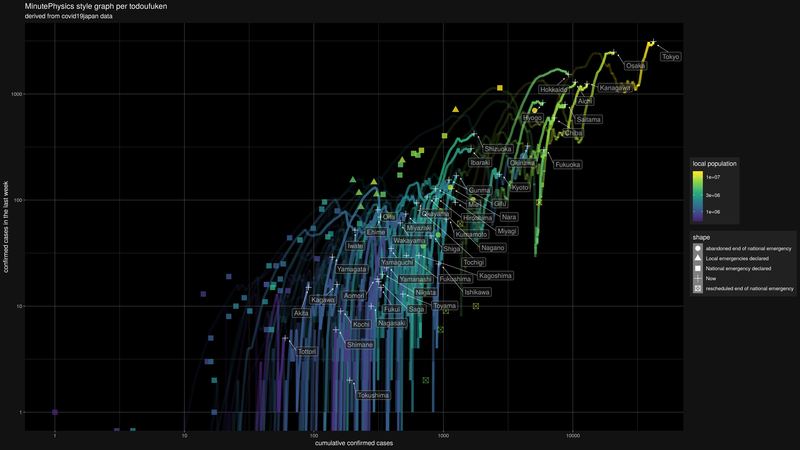 MinutePhysics style graph per todoufuken
derived from covid19japan data
confirmed cases in the last week
1000
100
10
1
Tokyo
Osaka
Hokkaido
Kanagawa
Aichi
Hyogo
Saitama
Chiba
Shizuoka
Ibaraki
Okinawa
Fukuoka
Kyoto
Gunma
Gifu
Mie
Oita
Okayama
Hiroshima
Nara
Ehime
Miyazaki
Miyagi
Kumamoto
Iwate
Wakayama
Shiga
Nagano
Yamaguchi
Tochigi
Yamagata
Kagoshima
Yamanashi
Fukushima
Kagawa
Aomori
Niigata
Ishikawa
Akita
Fukui
Saga
Toyama
Kochi
Nagasaki
Shimane
Tottori
Tokushima
1
10
100
1000
10000
cumulative confirmed cases
local population
1e+07
3e+06
1e+06
shape
abandoned end of national emergency
Local emergencies declared
National emergency declared
Now
rescheduled end of national emergency